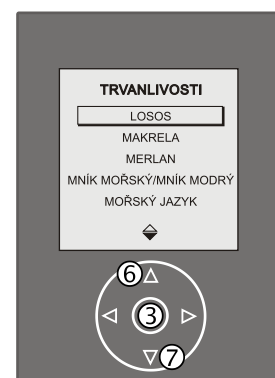 TRVANLIVOSTI
LOSOS
MAKRELA
MERLAN
MNÍK MOŘSKÝ/MNÍK MODRÝ
MOŘSKÝ JAZYK
6
3
7